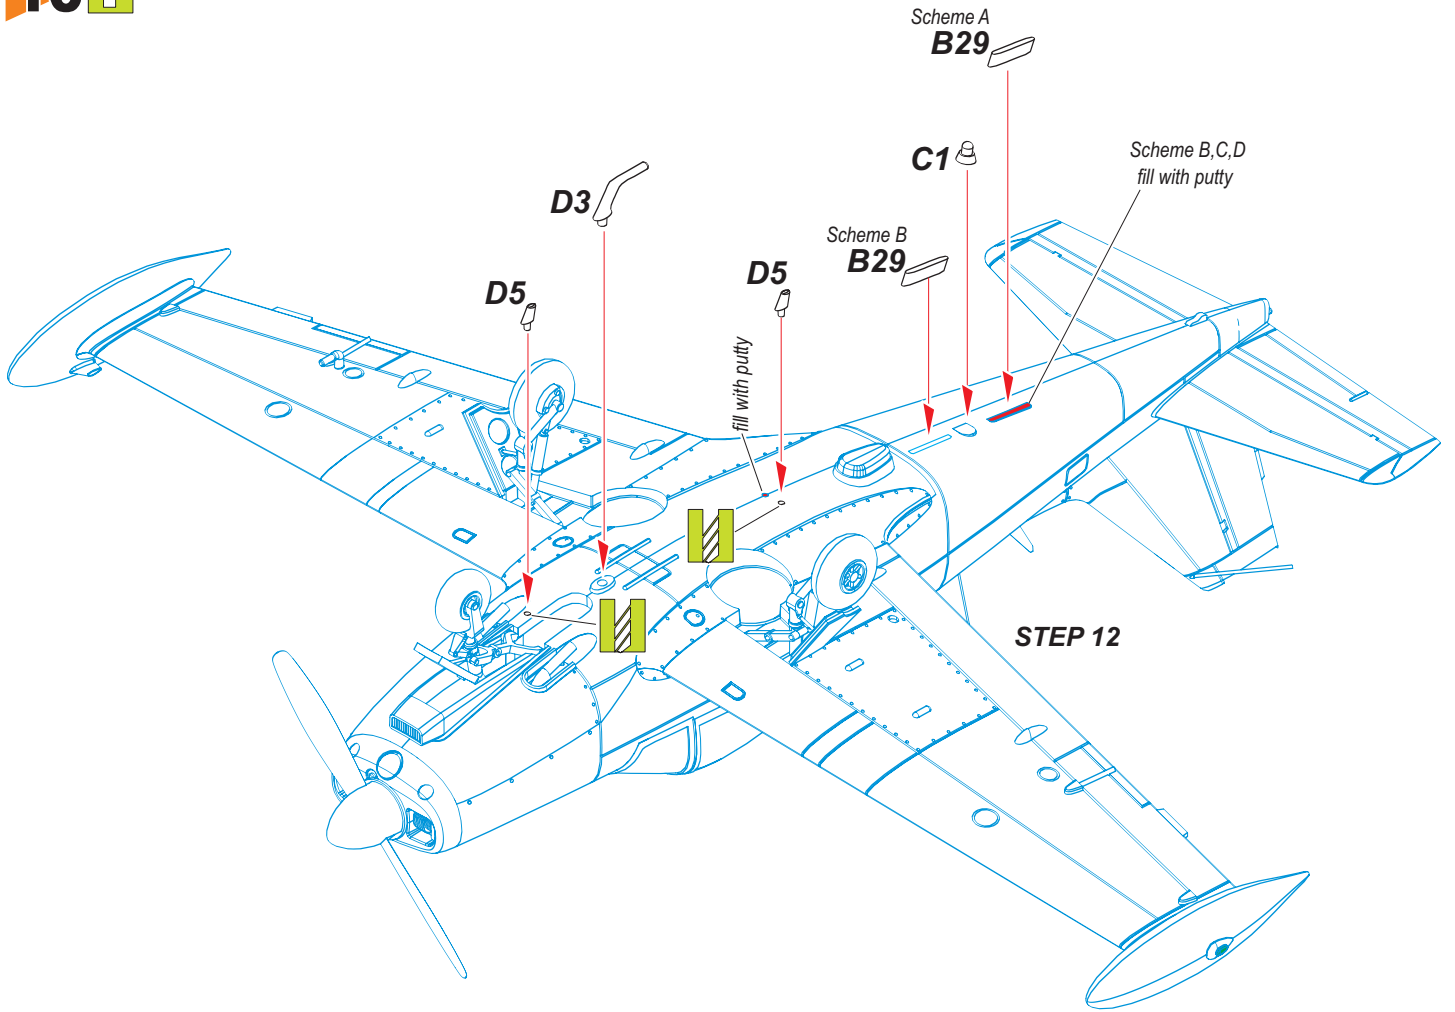 Scheme A
B29
C1
Scheme B,C,D
fill with putty
D3
Scheme B
B29
D5
D5
fill with putty
STEP 12